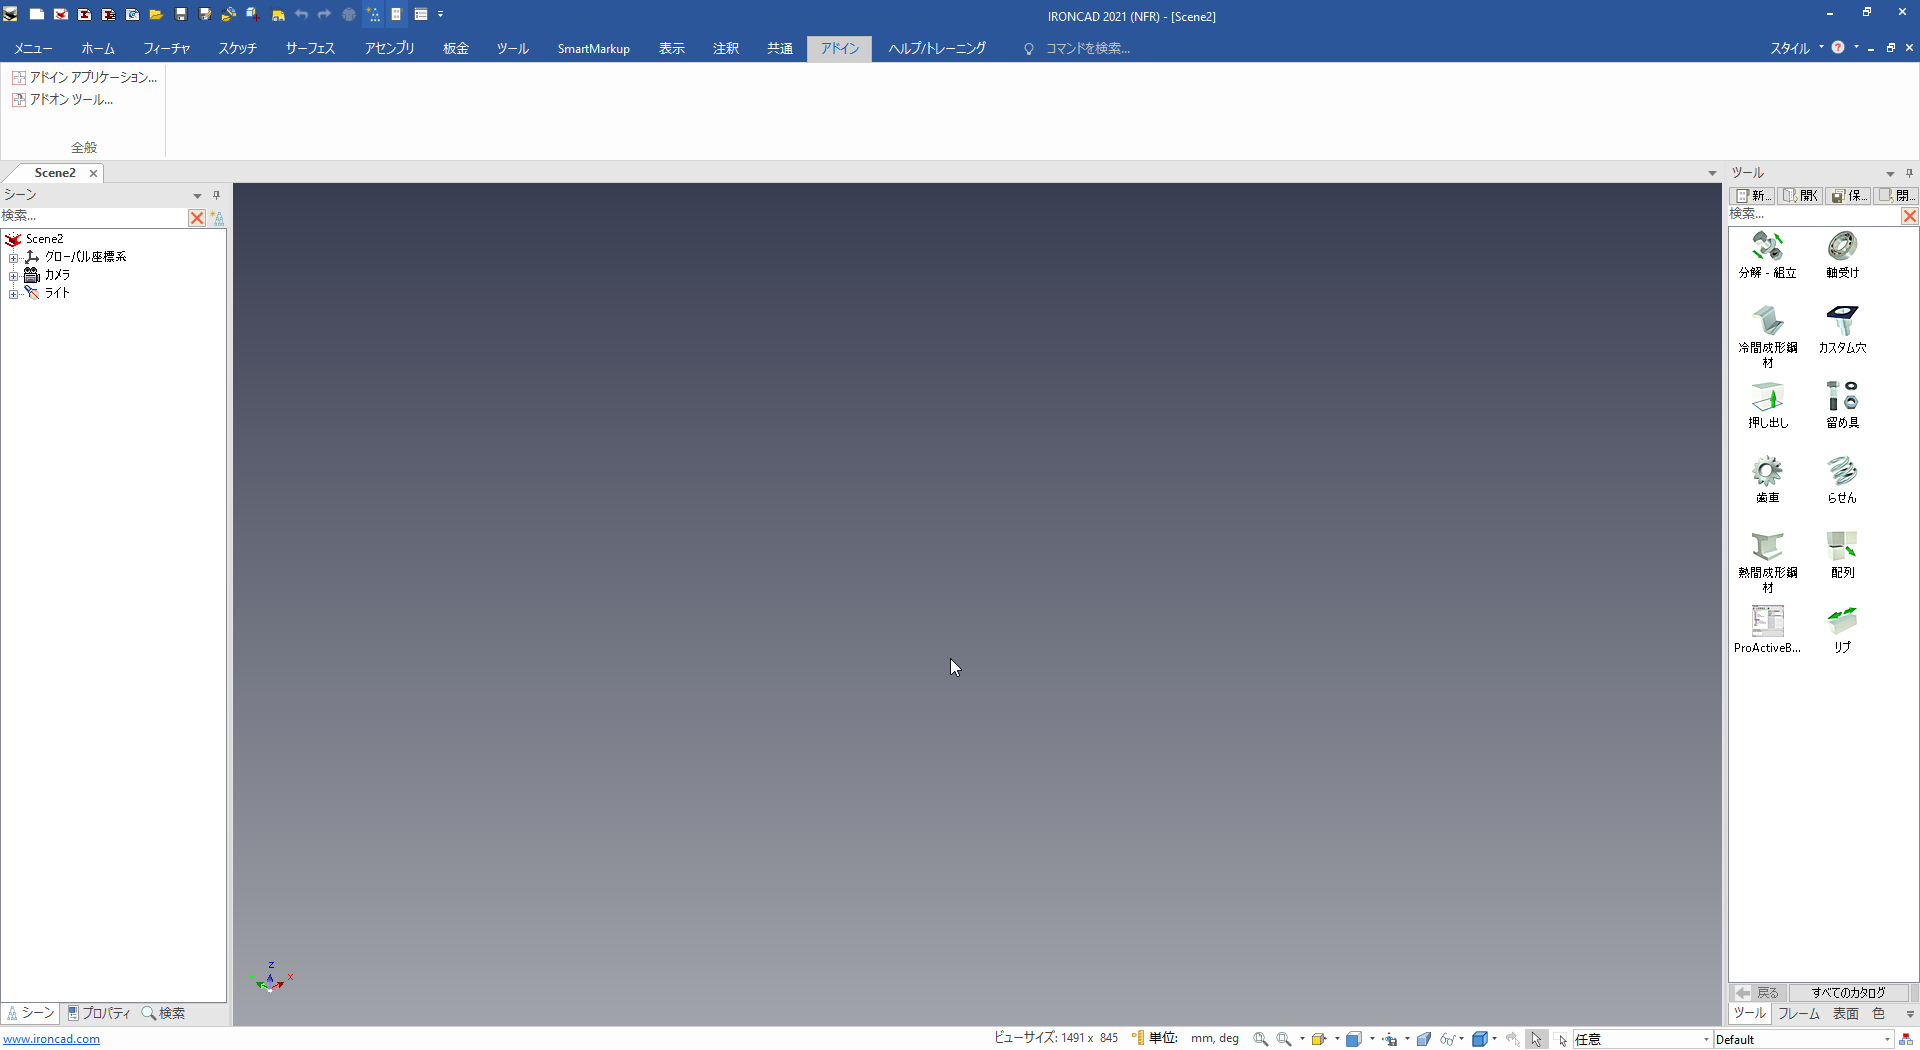 IRONCAD 2021 (NFR) - [Scene2]
メニュー ホーム フィーチャ スケッチ サーフェス アセンブリ 板金 ツール SmartMarkup 表示 注釈 共通 アドイン ヘルプ/トレーニング コマンドを検索... スタイル
アドイン アプリケーション...
アドオン ツール...
全般
Scene2
シーン
検索...
Scene2
グローバル座標系
カメラ
ライト
Z
X
シーン プロパティ 検索
ツール
新... 開く 保... 閉...
検索...
分解 - 組立
軸受け
冷間成形鋼材
カスタム穴
押し出し
留め具
歯車
らせん
熱間成形鋼材
配列
ProActiveB...
リブ
戻る すべてのカタログ
ツール フレーム 表面 色
www.ironcad.com
ビューサイズ: 1491 x 845 単位: mm, deg 任意 Default